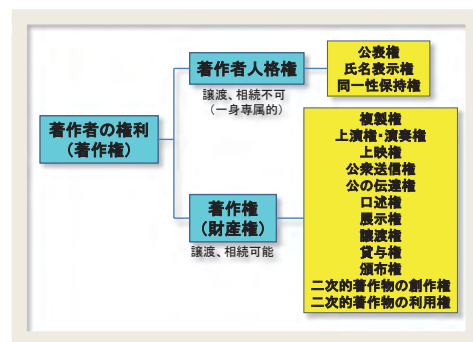 著作者の権利
(著作権)
著作者人格権
譲渡、相続不可
(一身専属的)
公表権
氏名表示権
同一性保持権
著作権
(財産権)
譲渡、相続可能
複製権
上演権・演奏権
上映権
公衆送信権
公の伝達権
口述権
展示権
譲渡権
貸与権
頒布権
二次的著作物の創作権
二次的著作物の利用権